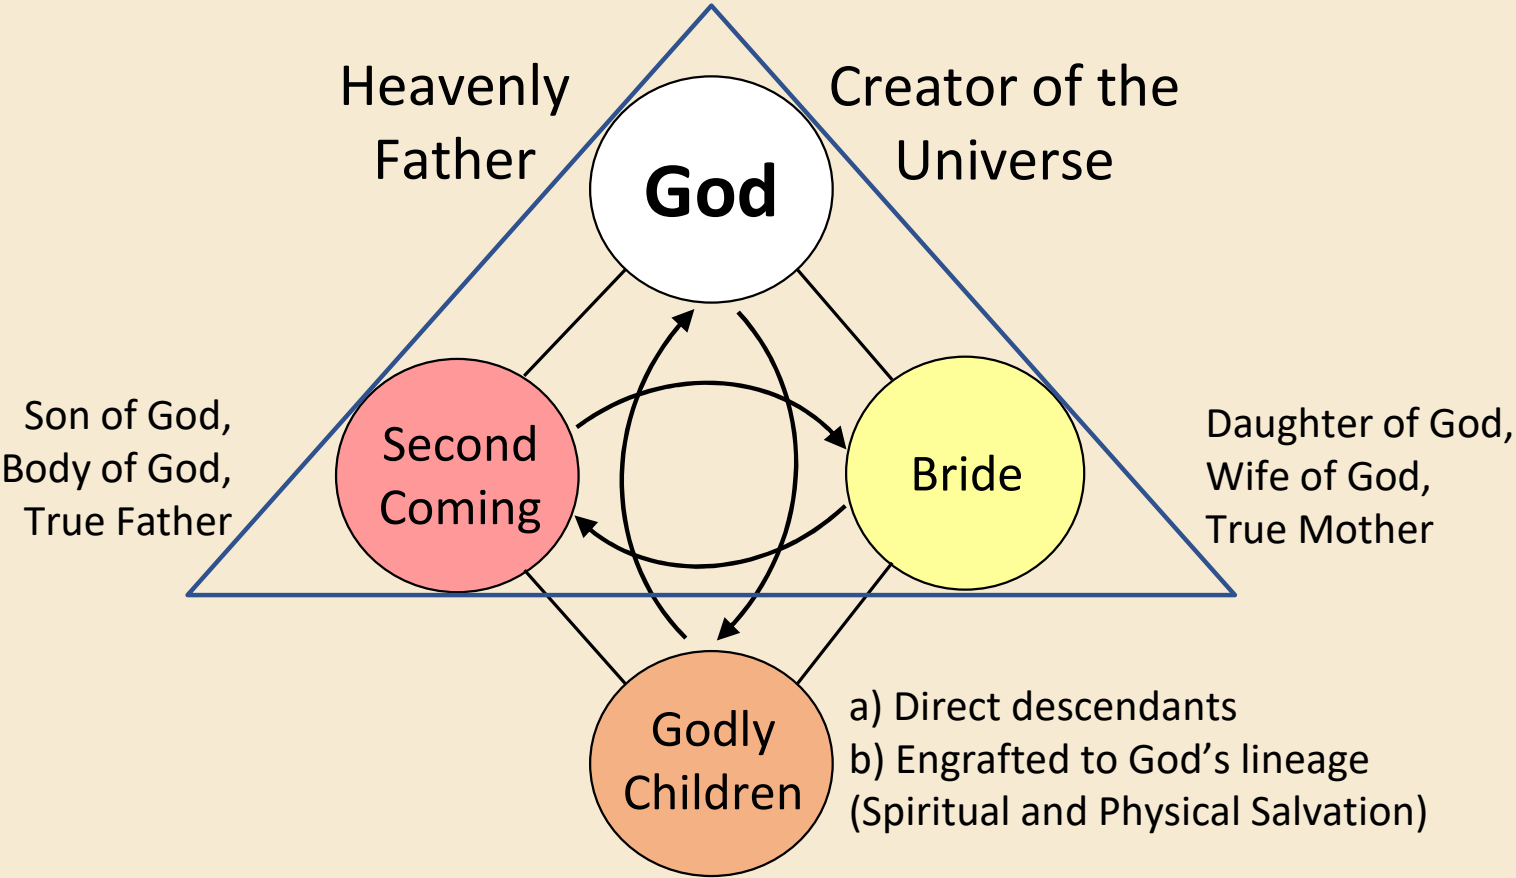 Heavenly
Father
Creator of the
Universe
God
Son of God,
Body of God,
True Father
Second
Coming
Bride
Daughter of God,
Wife of God,
True Mother
Godly
Children
a) Direct descendants
b) Engrafted to God’s lineage
(Spiritual and Physical Salvation)